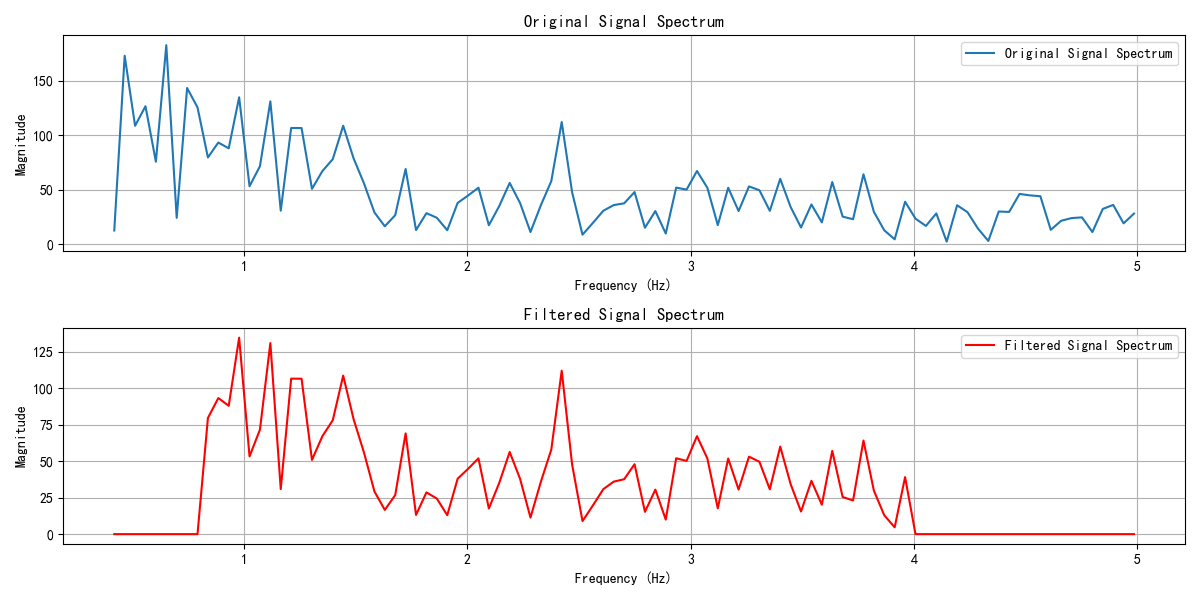 Original Signal Spectrum
Original Signal Spectrum
Magnitude
150
100
50
0
1 2 3 4 5
Frequency (Hz)
Filtered Signal Spectrum
Filtered Signal Spectrum
Magnitude
125
100
75
50
25
0
1 2 3 4 5
Frequency (Hz)